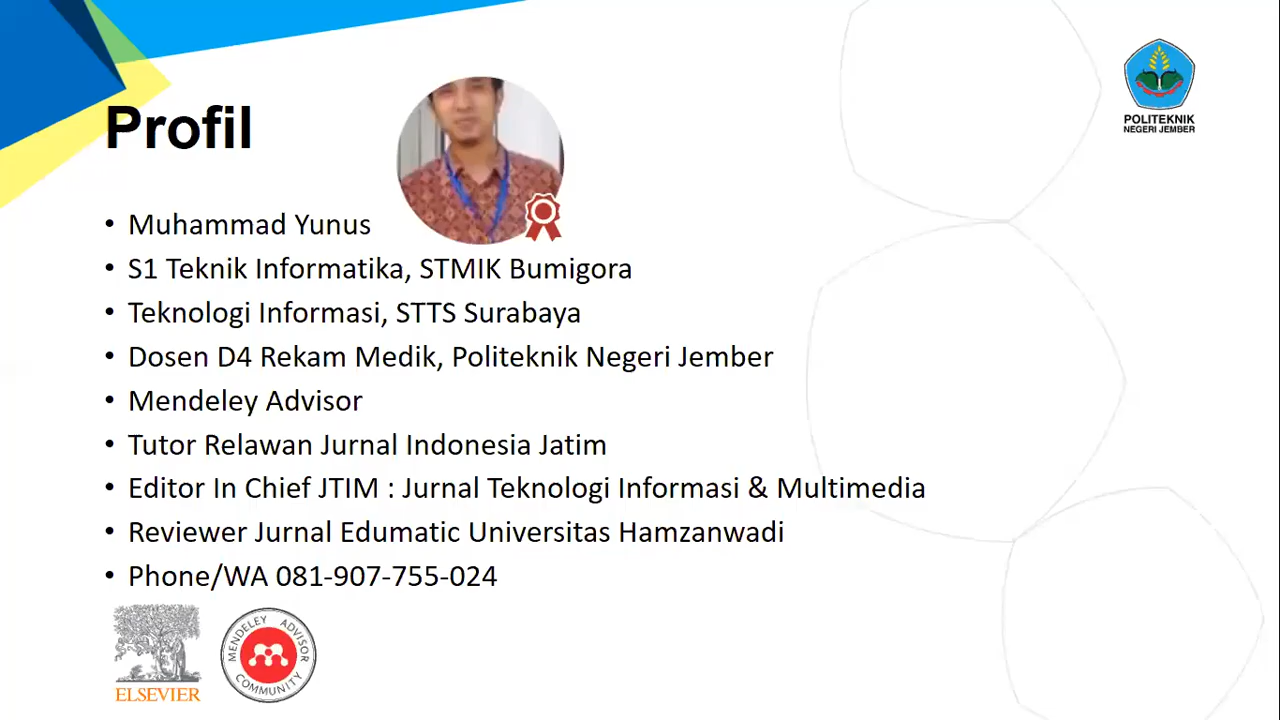 POLITEKNIK
NEGERI JEMBER
Profil
• Muhammad Yunus
• S1 Teknik Informatika, STMIK Bumigora
• Teknologi Informasi, STTS Surabaya
• Dosen D4 Rekam Medik, Politeknik Negeri Jember
• Mendeley Advisor
• Tutor Relawan Jurnal Indonesia Jatim
• Editor In Chief JTIM : Jurnal Teknologi Informasi & Multimedia
• Reviewer Jurnal Edumatic Universitas Hamzanwadi
• Phone/WA 081-907-755-024
ELSEVIER
MENDELEY ADVISOR
COMMUNITY